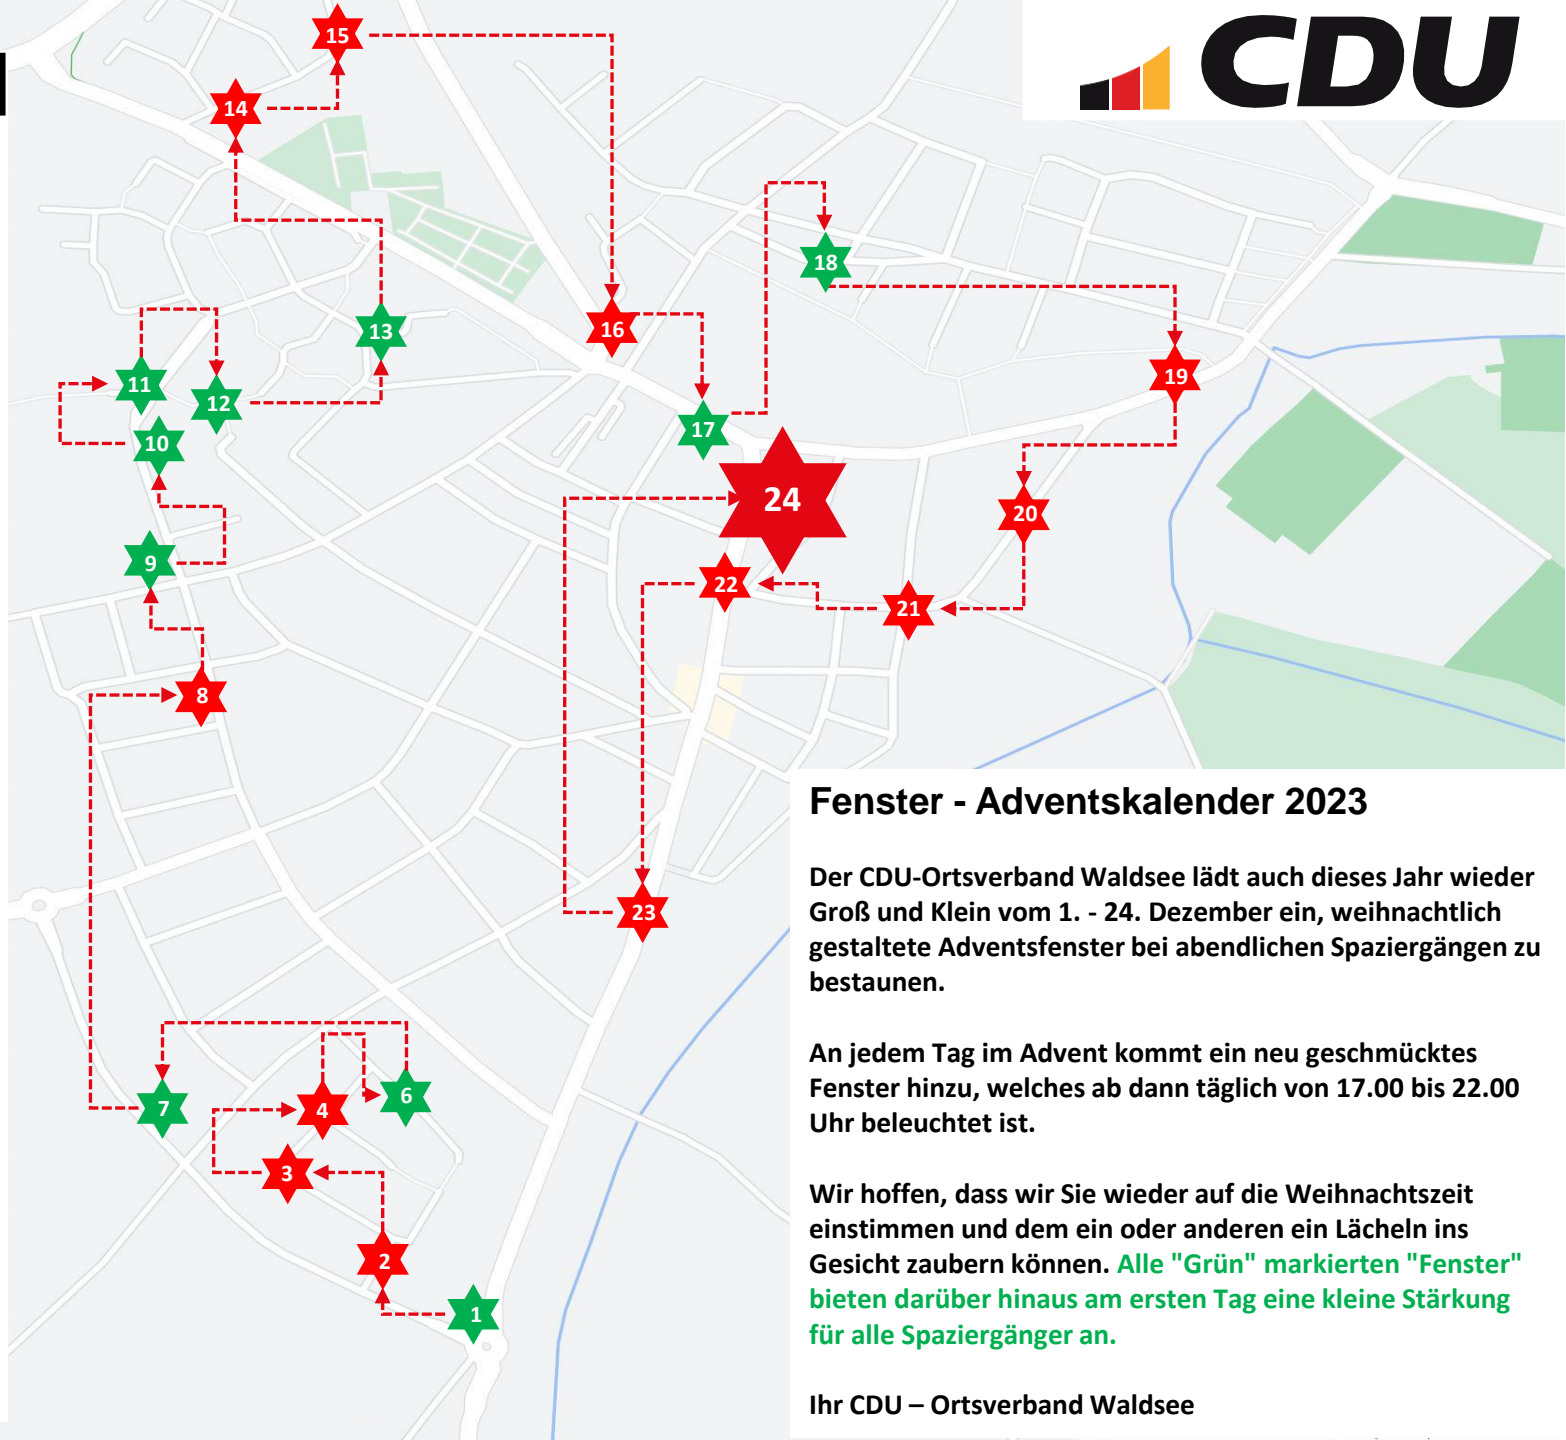 CDU
15
14
18
13
16
19
11
12
17
10
24
20
9
22
21
8
23
6
7
4
3
2
1
Fenster - Adventskalender 2023
Der CDU-Ortsverband Waldsee lädt auch dieses Jahr wieder
Groß und Klein vom 1. - 24. Dezember ein, weihnachtlich
gestaltete Adventsfenster bei abendlichen Spaziergängen zu
bestaunen.
An jedem Tag im Advent kommt ein neu geschmücktes
Fenster hinzu, welches ab dann täglich von 17.00 bis 22.00
Uhr beleuchtet ist.
Wir hoffen, dass wir Sie wieder auf die Weihnachtszeit
einstimmen und dem ein oder anderen ein Lächeln ins
Gesicht zaubern können. Alle "Grün" markierten "Fenster"
bieten darüber hinaus am ersten Tag eine kleine Stärkung
für alle Spaziergänger an.
Ihr CDU – Ortsverband Waldsee